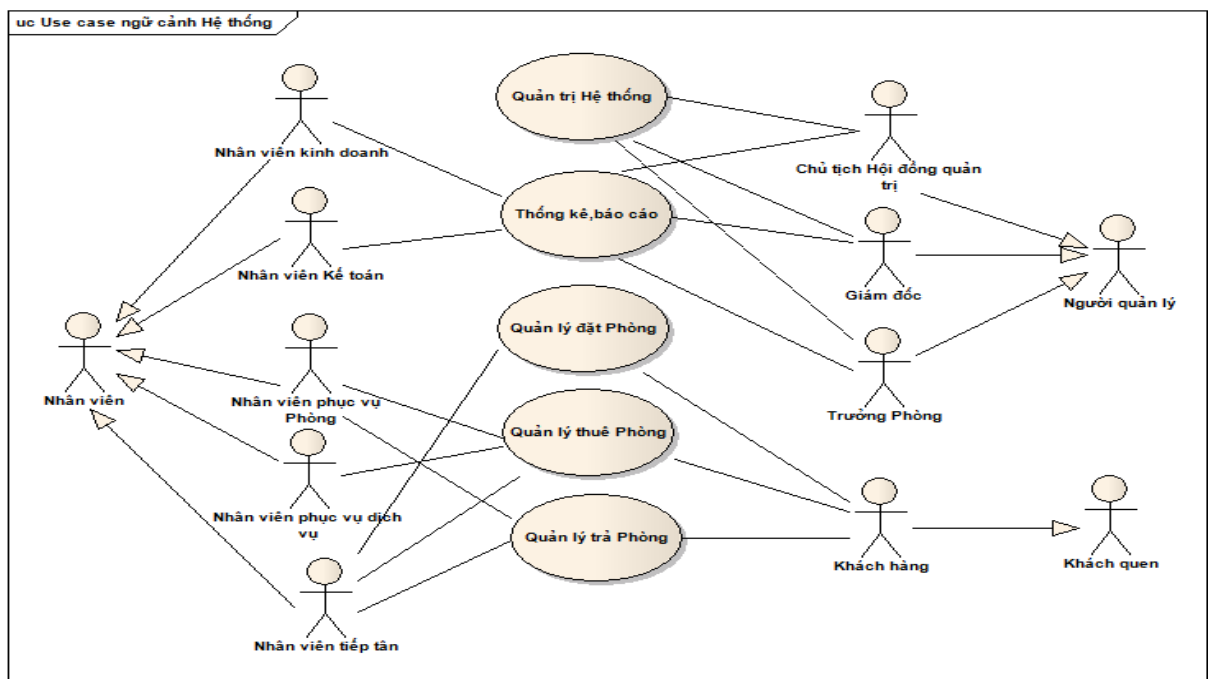 uc Use case ngữ cảnh Hệ thống
Quản trị Hệ thống
Nhân viên kinh doanh
Chủ tịch Hội đồng quản
trị
Thống kê,báo cáo
Nhân viên Kế toán
Giám đốc
Người quản lý
Quản lý đặt Phòng
Nhân viên
Nhân viên phục vụ
Phòng
Trưởng Phòng
Quản lý thuê Phòng
Nhân viên phục vụ dịch
vụ
Quản lý trả Phòng
Khách hàng
Khách quen
Nhân viên tiếp tân